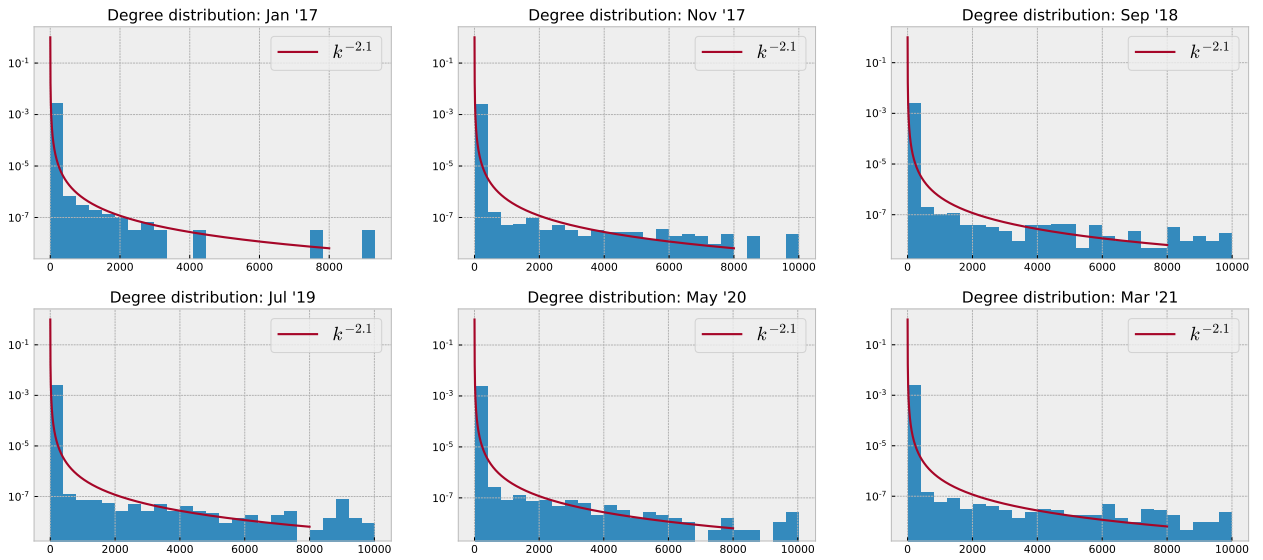 Degree distribution: Jan '17
k^{-2.1}
10^{-1}
10^{-3}
10^{-5}
10^{-7}
0 2000 4000 6000 8000
Degree distribution: Nov '17
k^{-2.1}
10^{-1}
10^{-3}
10^{-5}
10^{-7}
0 2000 4000 6000 8000 10000
Degree distribution: Sep '18
k^{-2.1}
10^{-1}
10^{-3}
10^{-5}
10^{-7}
0 2000 4000 6000 8000 10000
Degree distribution: Jul '19
k^{-2.1}
10^{-1}
10^{-3}
10^{-5}
10^{-7}
0 2000 4000 6000 8000 10000
Degree distribution: May '20
k^{-2.1}
10^{-1}
10^{-3}
10^{-5}
10^{-7}
0 2000 4000 6000 8000 10000
Degree distribution: Mar '21
k^{-2.1}
10^{-1}
10^{-3}
10^{-5}
10^{-7}
0 2000 4000 6000 8000 10000